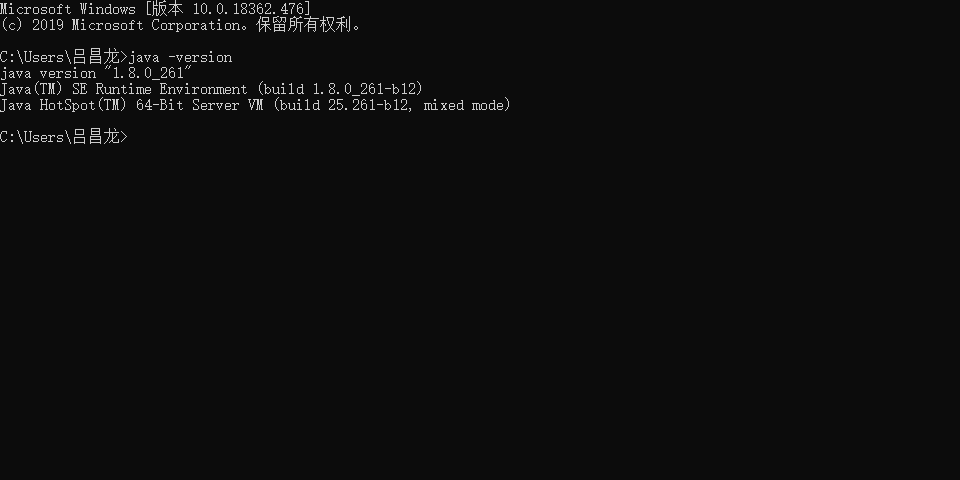 Microsoft Windows [版本 10.0.18362.476]
(c) 2019 Microsoft Corporation。保留所有权利。
C:\Users\吕昌龙>java -version
java version "1.8.0_261"
Java(TM) SE Runtime Environment (build 1.8.0_261-b12)
Java HotSpot(TM) 64-Bit Server VM (build 25.261-b12, mixed mode)
C:\Users\吕昌龙>